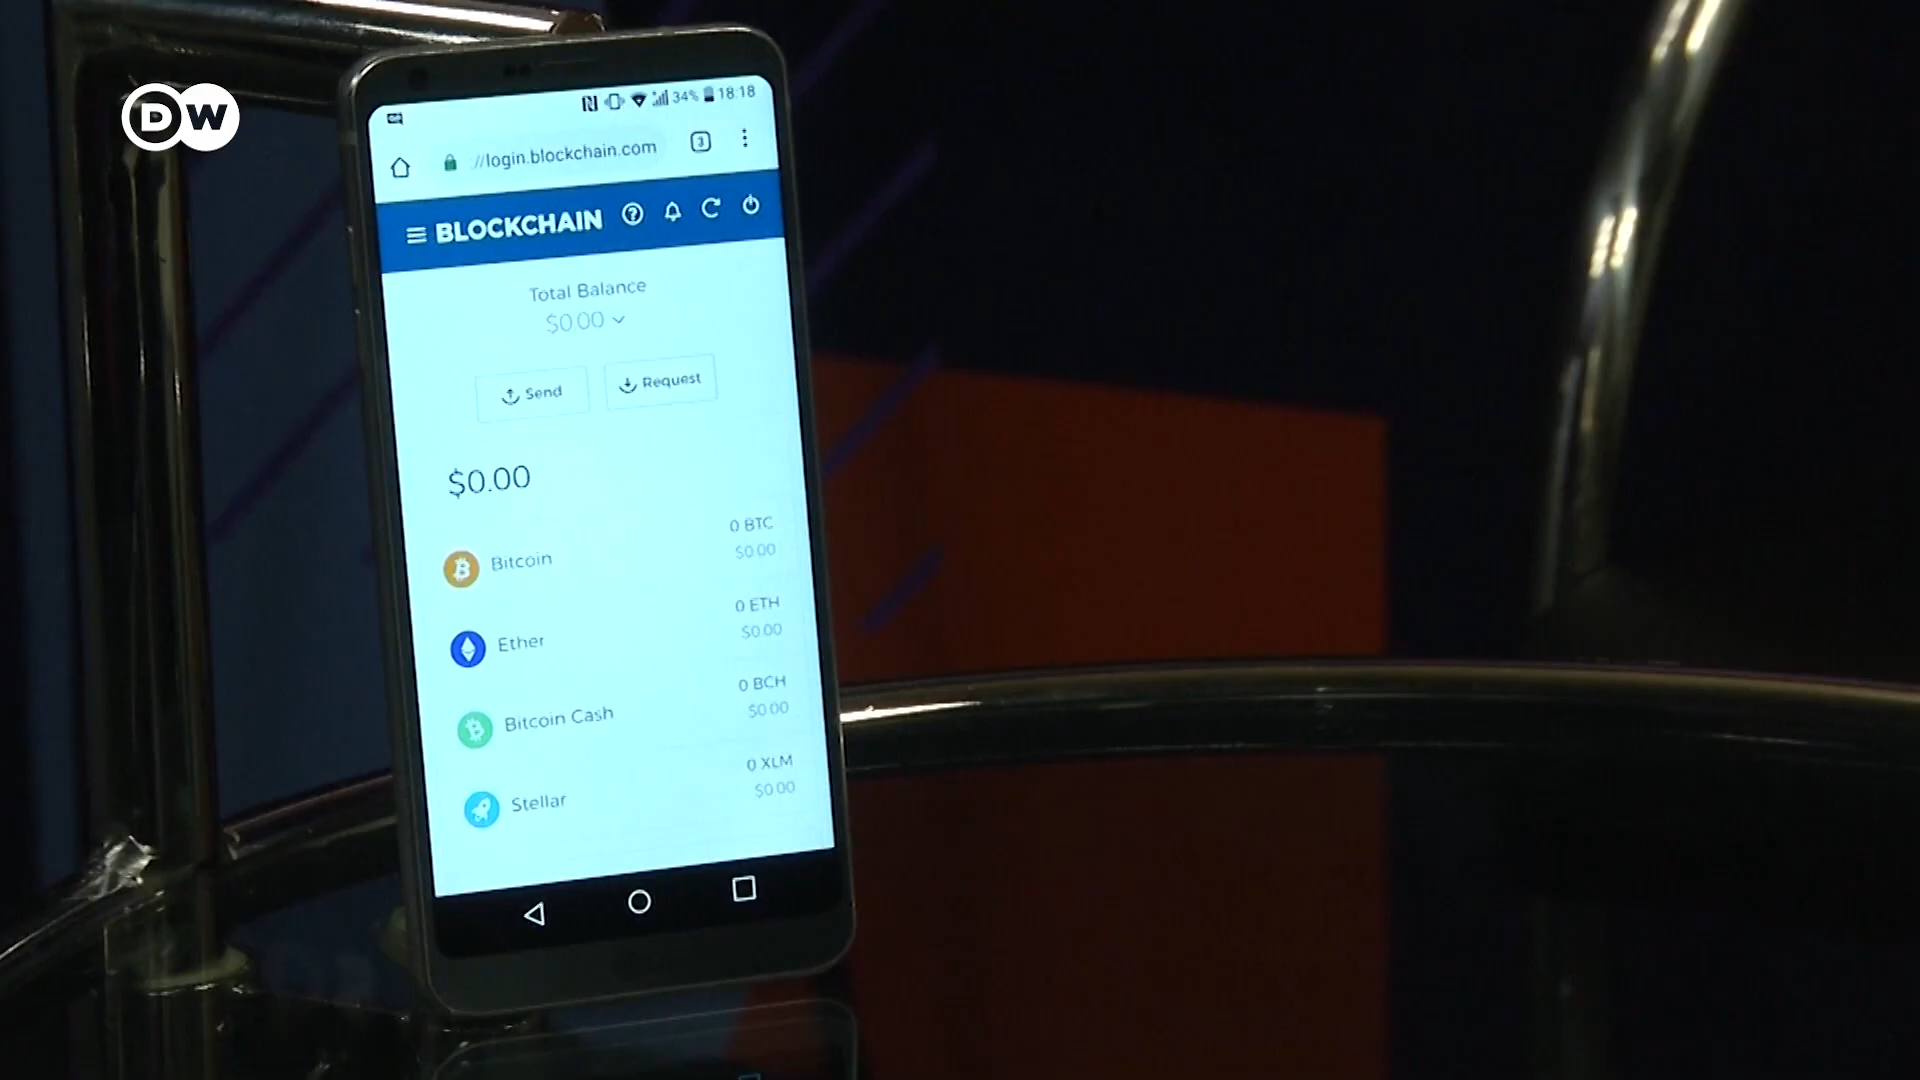 DW
34% 18:18
://login.blockchain.com 3
BLOCKCHAIN
Total Balance
$0.00
Send
Request
$0.00
Bitcoin
0 BTC
$0.00
Ether
0 ETH
$0.00
Bitcoin Cash
0 BCH
$0.00
Stellar
0 XLM
$0.00